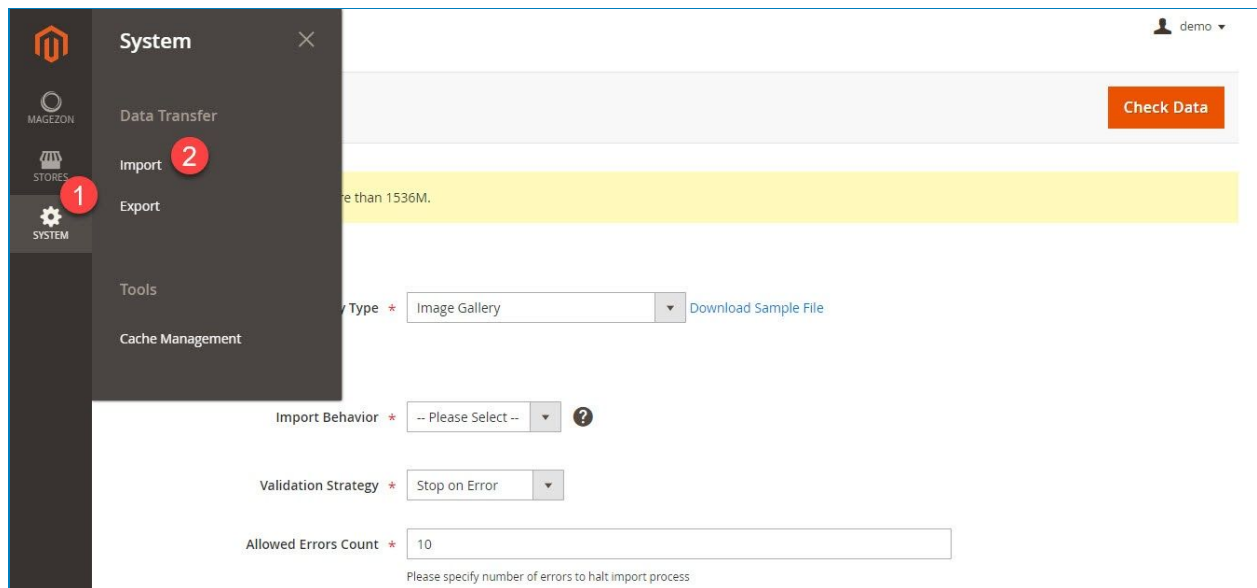 System
demo
MAGEZON
Data Transfer
Check Data
Import 2
STORES
1
Export
re than 1536M.
SYSTEM
Tools
y Type * Image Gallery Download Sample File
Cache Management
Import Behavior * -- Please Select -- ?
Validation Strategy * Stop on Error
Allowed Errors Count * 10
Please specify number of errors to halt import process